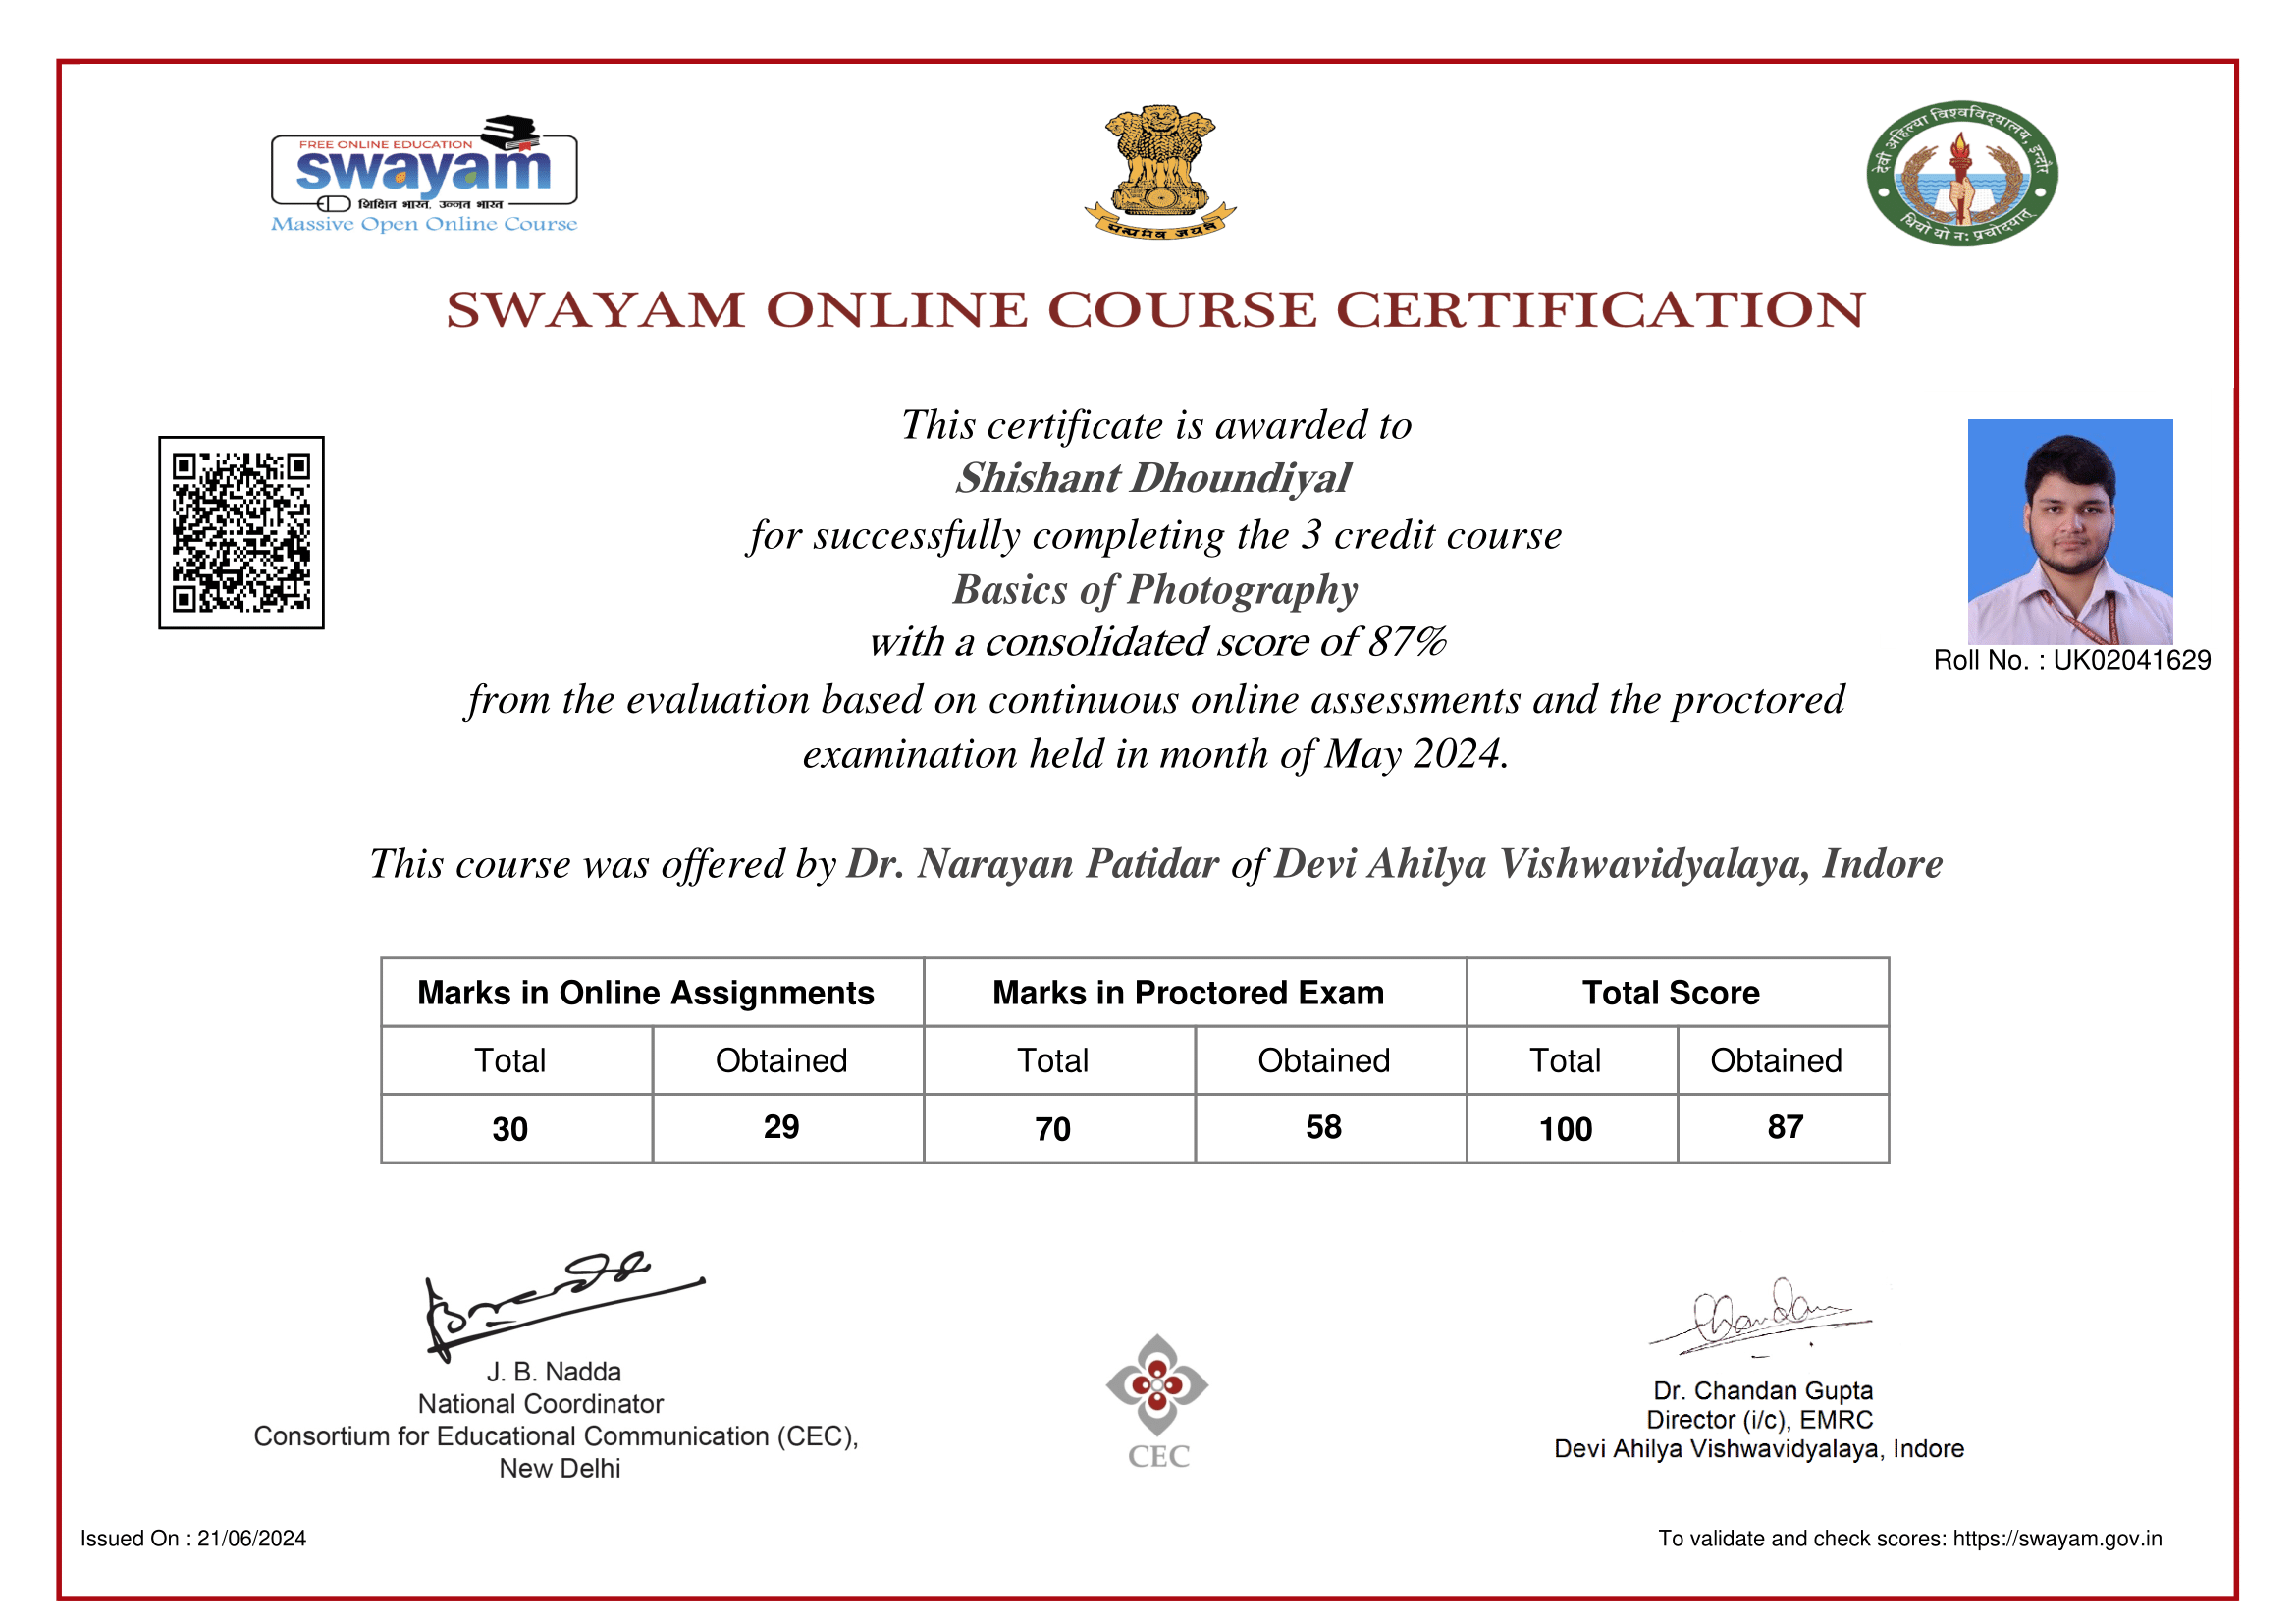 FREE ONLINE EDUCATION
swayam
शिक्षित भारत, उन्नत भारत
Massive Open Online Course
सत्यमेव जयते
देवी अहिल्या विश्वविद्यालय, इन्दौर
धियो यो नः प्रचोदयात्
SWAYAM ONLINE COURSE CERTIFICATION
This certificate is awarded to
Shishant Dhoundiyal
for successfully completing the 3 credit course
Basics of Photography
with a consolidated score of 87%
Roll No. : UK02041629
from the evaluation based on continuous online assessments and the proctored
examination held in month of May 2024.
This course was offered by Dr. Narayan Patidar of Devi Ahilya Vishwavidyalaya, Indore
Marks in Online Assignments Marks in Proctored Exam Total Score
Total Obtained Total Obtained Total Obtained
30 29 70 58 100 87
J. B. Nadda
National Coordinator
Consortium for Educational Communication (CEC),
New Delhi
CEC
Chandan
Dr. Chandan Gupta
Director (i/c), EMRC
Devi Ahilya Vishwavidyalaya, Indore
Issued On : 21/06/2024
To validate and check scores: https://swayam.gov.in